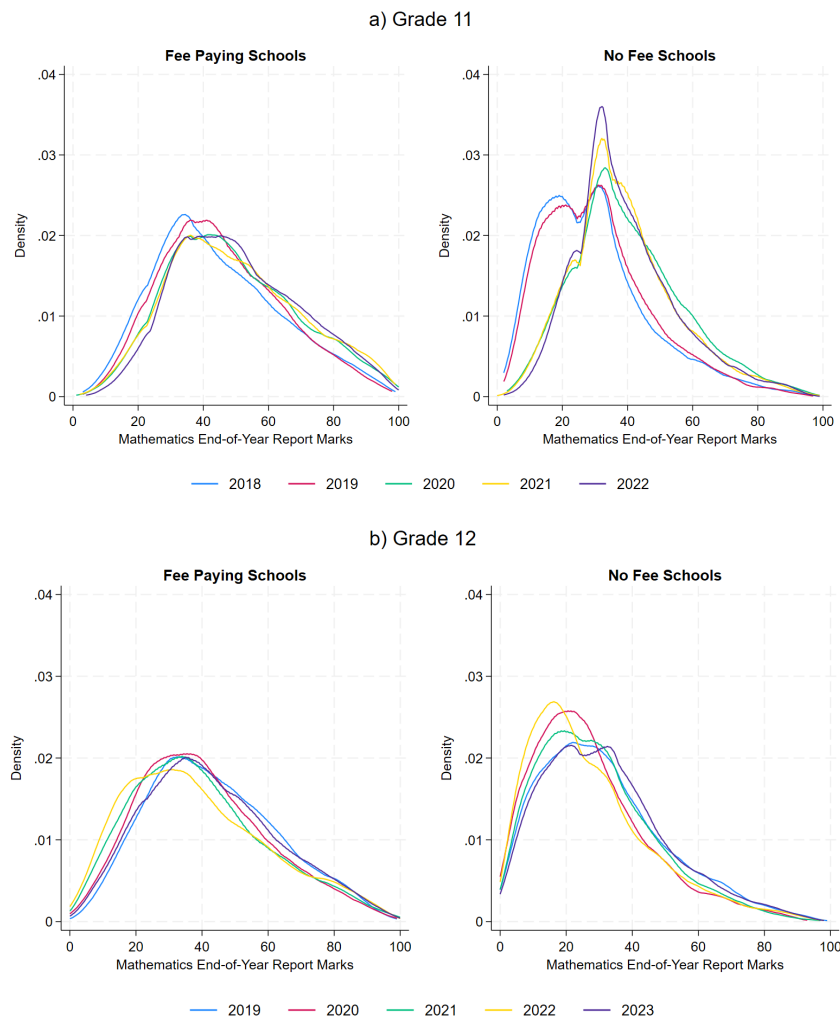 a) Grade 11
Fee Paying Schools
No Fee Schools
.04
.03
.02
.01
0
Density
0 20 40 60 80 100
Mathematics End-of-Year Report Marks
.04
.03
.02
.01
0
Density
0 20 40 60 80 100
Mathematics End-of-Year Report Marks
2018 2019 2020 2021 2022
b) Grade 12
Fee Paying Schools
No Fee Schools
.04
.03
.02
.01
0
Density
0 20 40 60 80 100
Mathematics End-of-Year Report Marks
.04
.03
.02
.01
0
Density
0 20 40 60 80 100
Mathematics End-of-Year Report Marks
2019 2020 2021 2022 2023